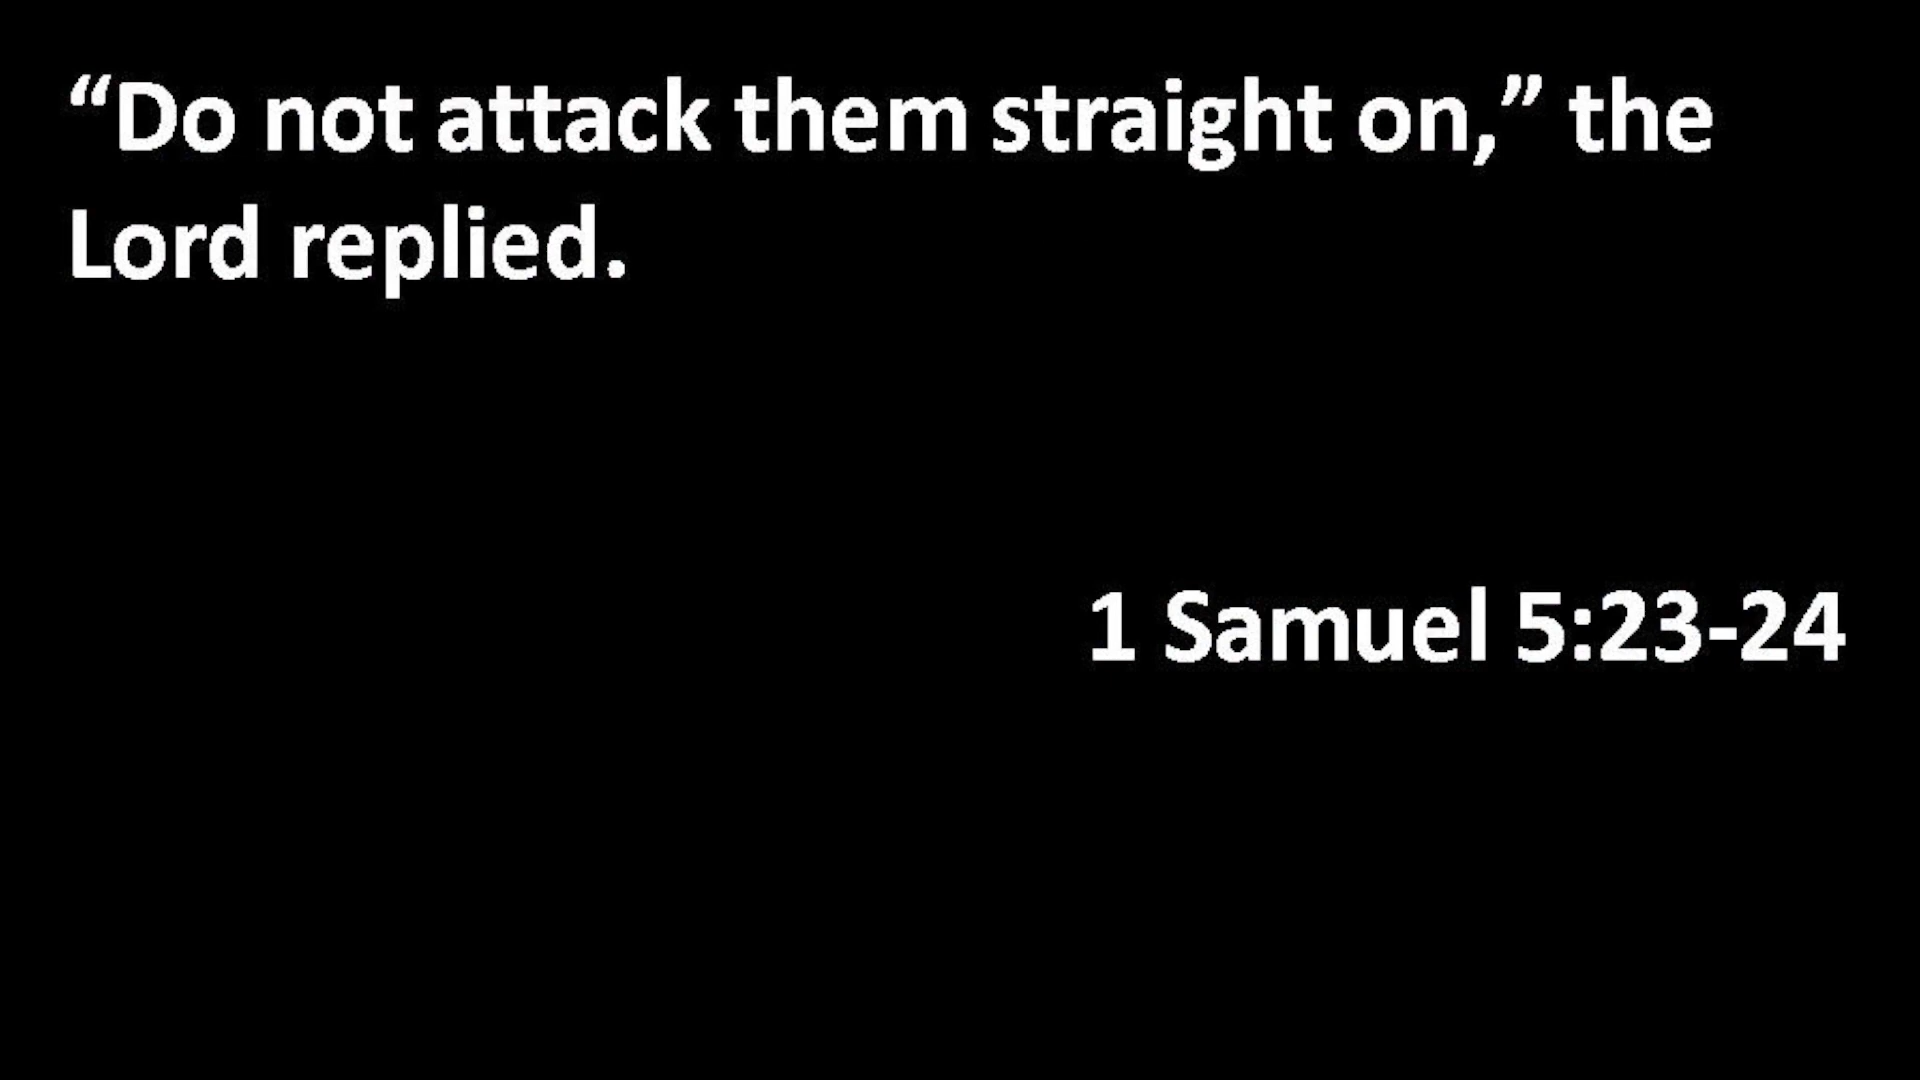 “Do not attack them straight on,” the
Lord replied.
1 Samuel 5:23-24